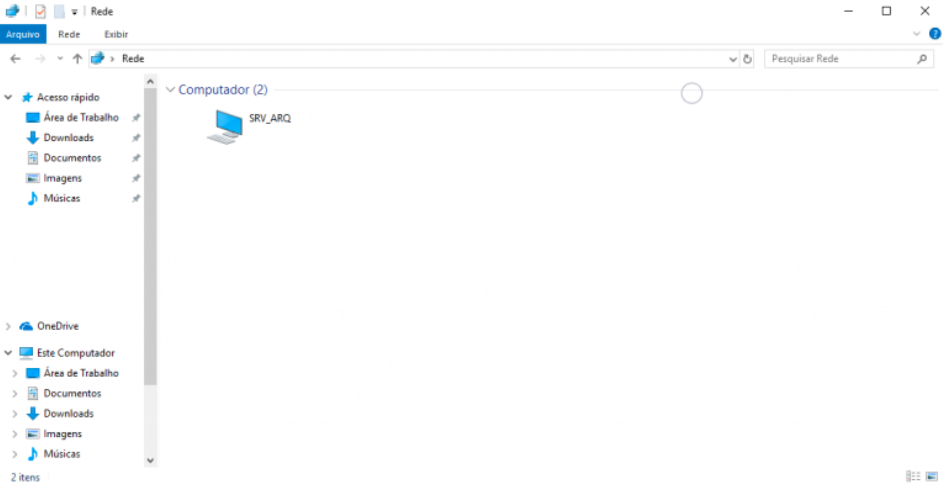 Rede
Arquivo Rede Exibir
Rede
Pesquisar Rede
Acesso rápido
Área de Trabalho
Downloads
Documentos
Imagens
Músicas
OneDrive
Este Computador
Área de Trabalho
Documentos
Downloads
Imagens
Músicas
Computador (2)
SRV_ARQ
2 itens